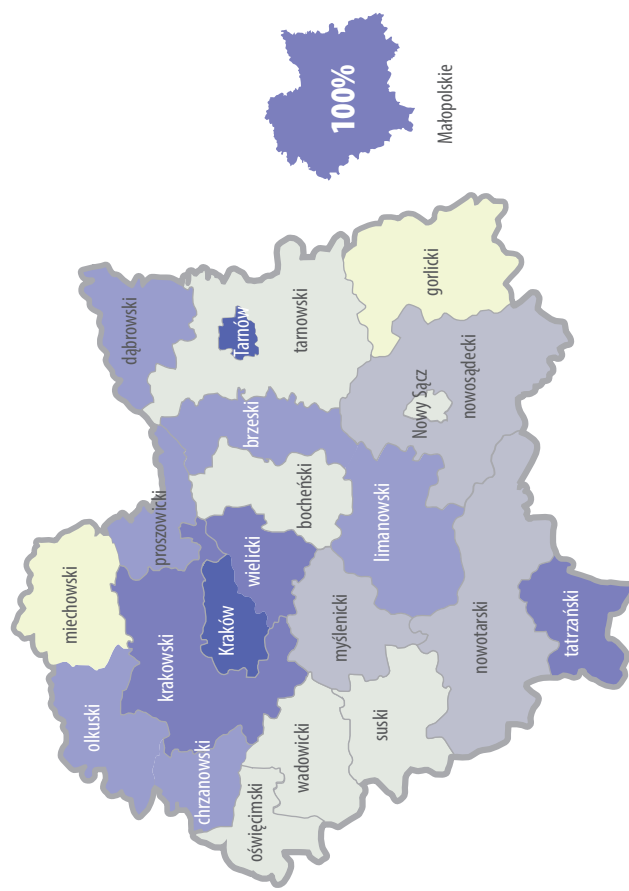 miechowski
olkuski
proszowicki
dąbrowski
krakowski
chrzanowski
Kraków
wielicki
brzeski
Tarnów
tarnowski
oświęcimski
wadowicki
bocheński
myślenicki
suski
limanowski
Nowy Sącz
nowosądecki
gorlicki
nowotarski
tatrzański
100%
Małopolskie